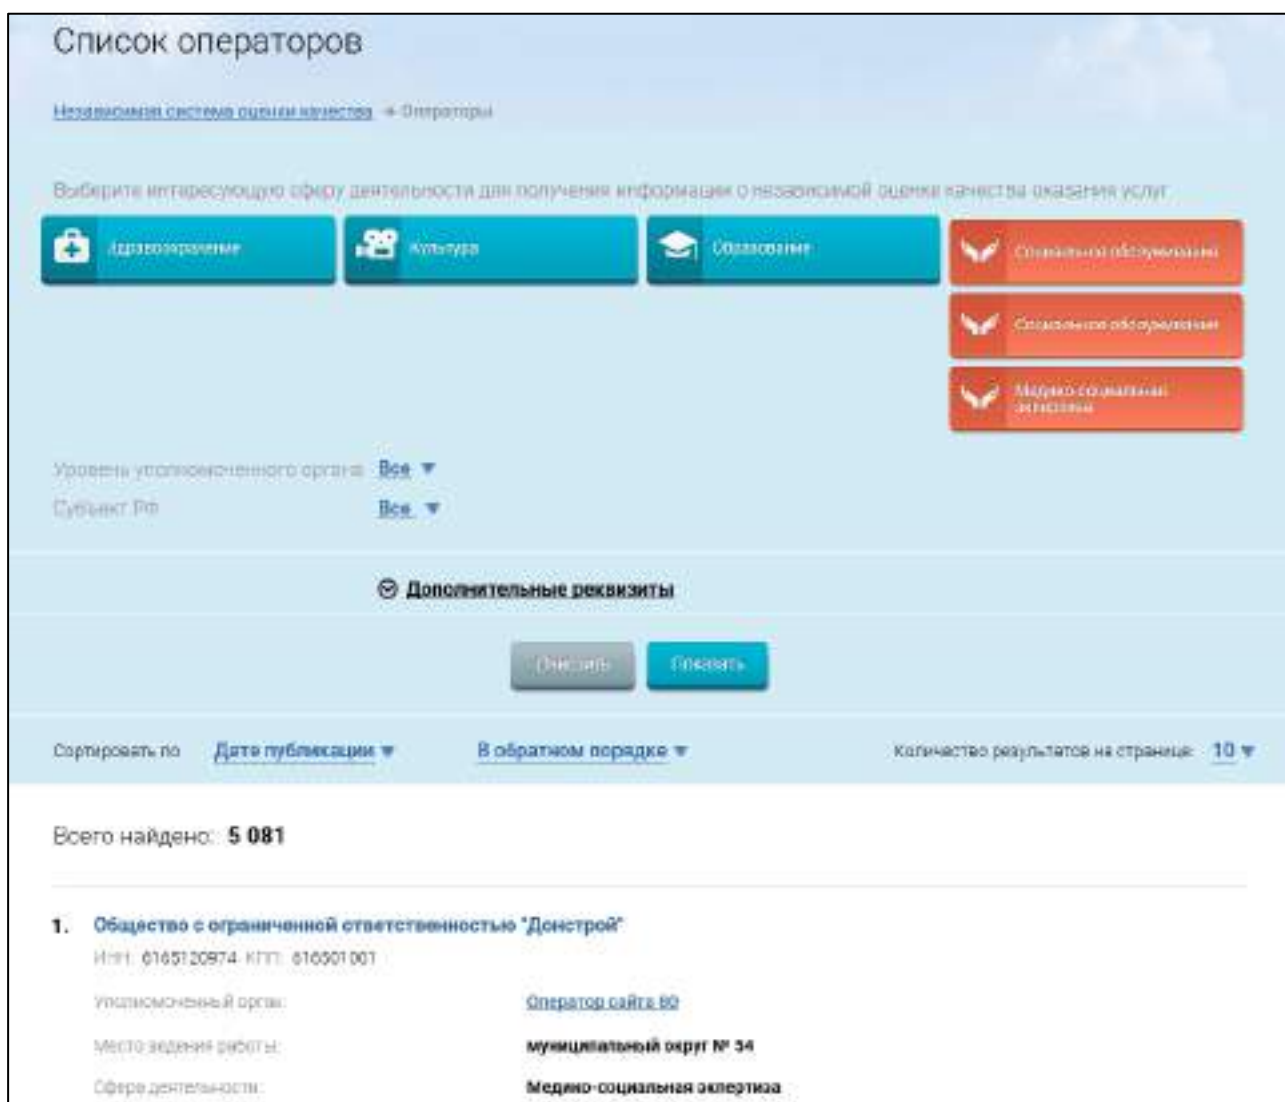 Список операторов
Независимая система оценки качества → Операторы
Выберите интересующую сферу деятельности для получения информации о независимой оценке качества оказания услуг
Здравоохранение
Культура
Образование
Социальное обслуживание
Социальное обслуживание
Медико-социальная экпертиза
Уровень уполномоченного органа: Все
Субъект РФ Все
Дополнительные реквизиты
Очистить Показать
Сортировать по Дате публикации В обратном порядке Количество результатов на странице: 10
Всего найдено: 5 081
1. Общество с ограниченной ответственностью "Донстрой"
ИНН: 6165120974 КПП: 616501001
Уполномоченный орган: Оператор сайта 80
Место ведения работы: муниципальный округ № 54
Сфера деятельности: Медико-социальная экпертиза